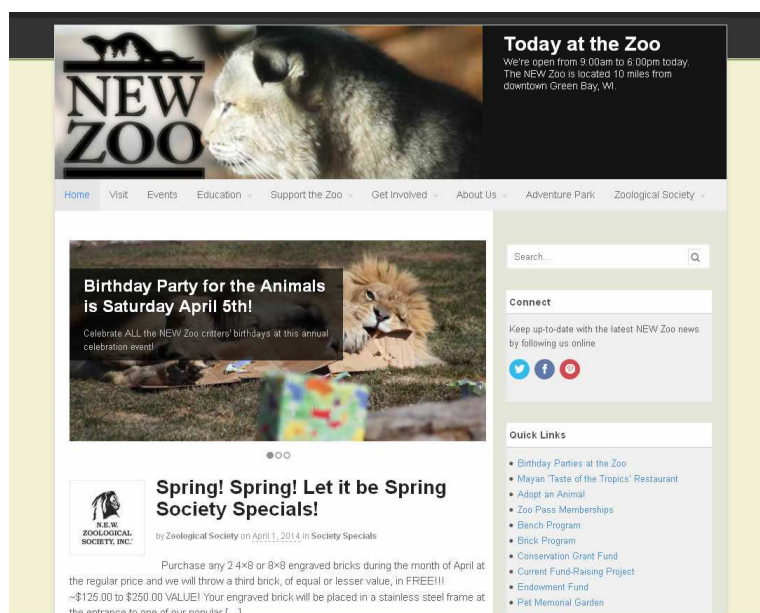 NEW
ZOO
Today at the Zoo
We're open from 9:00am to 6:00pm today.
The NEW Zoo is located 10 miles from
downtown Green Bay, WI.
Home Visit Events Education Support the Zoo Get Involved About Us Adventure Park Zoological Society
Birthday Party for the Animals
is Saturday April 5th!
Celebrate ALL the NEW Zoo critters' birthdays at this annual
celebration event!
N.E.W.
ZOOLOGICAL
SOCIETY, INC.
Spring! Spring! Let it be Spring
Society Specials!
by Zoological Society on April 1, 2014 in Society Specials
Purchase any 2 4×8 or 8×8 engraved bricks during the month of April at
the regular price and we will throw a third brick, of equal or lesser value, in FREE!!!
~$125.00 to $250.00 VALUE! Your engraved brick will be placed in a stainless steel frame at
the entrance to one of our popular [...]
Search...
Connect
Keep up-to-date with the latest NEW Zoo news
by following us online
Quick Links
Birthday Parties at the Zoo
Mayan 'Taste of the Tropics' Restaurant
Adopt an Animal
Zoo Pass Memberships
Bench Program
Brick Program
Conservation Grant Fund
Current Fund-Raising Project
Endowment Fund
Pet Memorial Garden